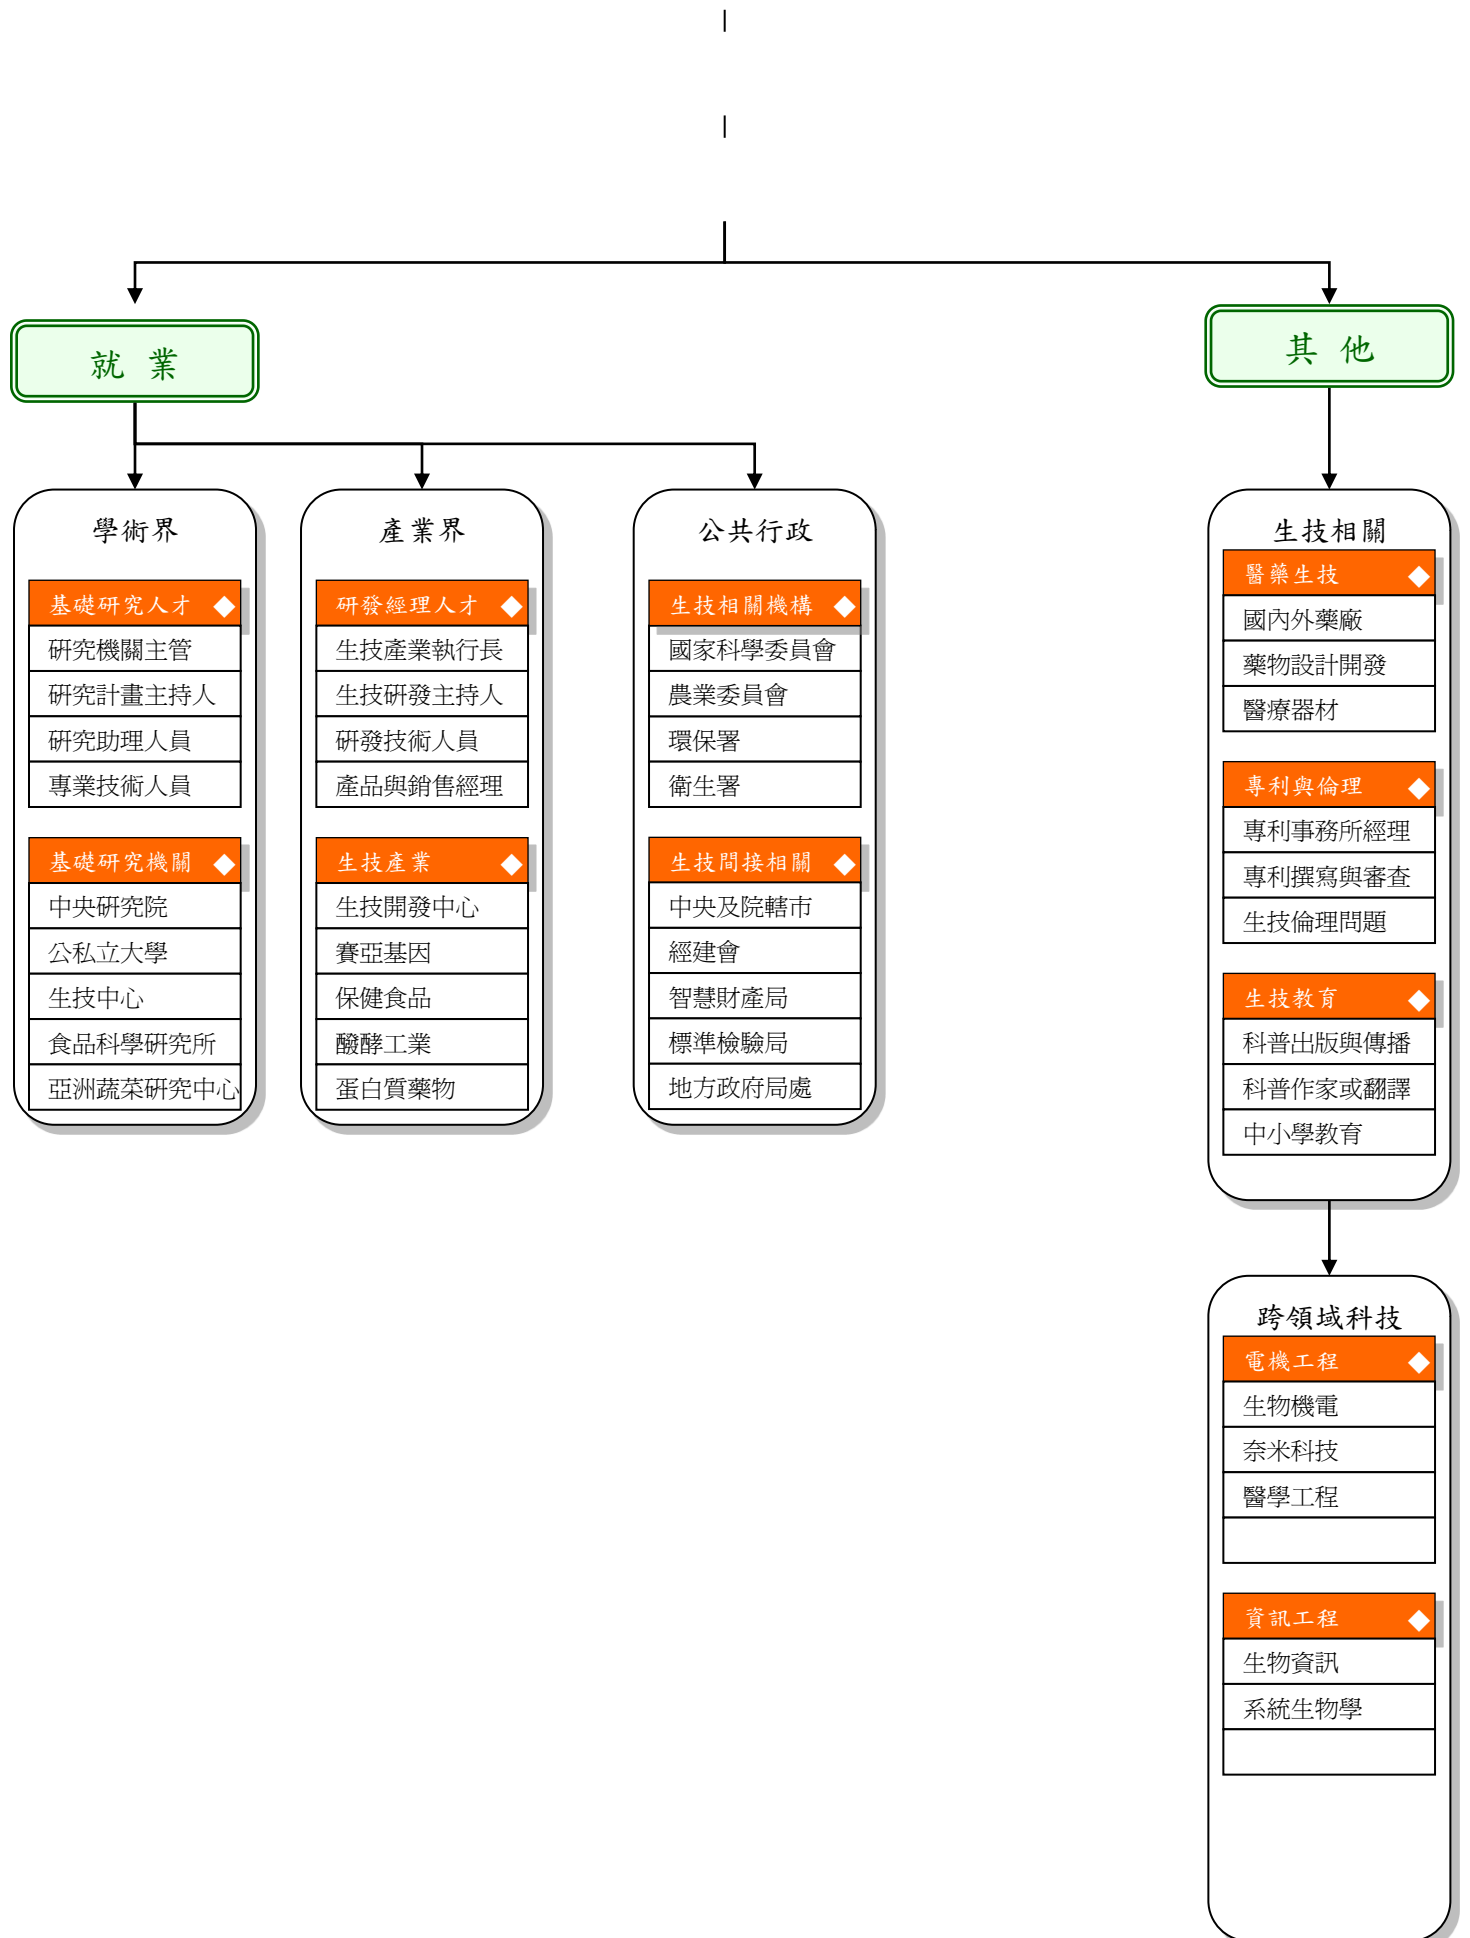 就 業
其 他
學術界
基礎研究人才
研究機關主管
研究計畫主持人
研究助理人員
專業技術人員
基礎研究機關
中央研究院
公私立大學
生技中心
食品科學研究所
亞洲蔬菜研究中心
產業界
研發經理人才
生技產業執行長
生技研發主持人
研發技術人員
產品與銷售經理
生技產業
生技開發中心
賽亞基因
保健食品
醱酵工業
蛋白質藥物
公共行政
生技相關機構
國家科學委員會
農業委員會
環保署
衛生署
生技間接相關
中央及院轄市
經建會
智慧財產局
標準檢驗局
地方政府局處
生技相關
醫藥生技
國內外藥廠
藥物設計開發
醫療器材
專利與倫理
專利事務所經理
專利撰寫與審查
生技倫理問題
生技教育
科普出版與傳播
科普作家或翻譯
中小學教育
跨領域科技
電機工程
生物機電
奈米科技
醫學工程
資訊工程
生物資訊
系統生物學